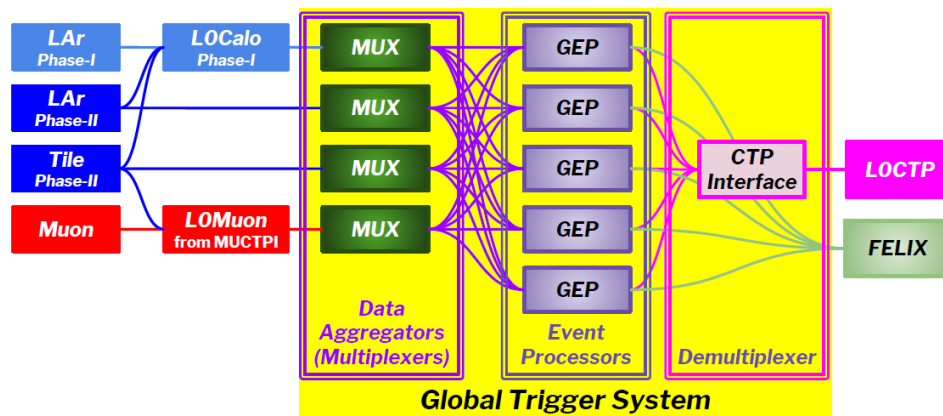 LAr
Phase-I
L0Calo
Phase-I
MUX
GEP
LAr
Phase-II
MUX
GEP
Tile
Phase-II
MUX
GEP
CTP
Interface
L0CTP
Muon
L0Muon
from MUCTPI
MUX
GEP
FELIX
GEP
Data
Aggregators
(Multiplexers)
Event
Processors
Demultiplexer
Global Trigger System